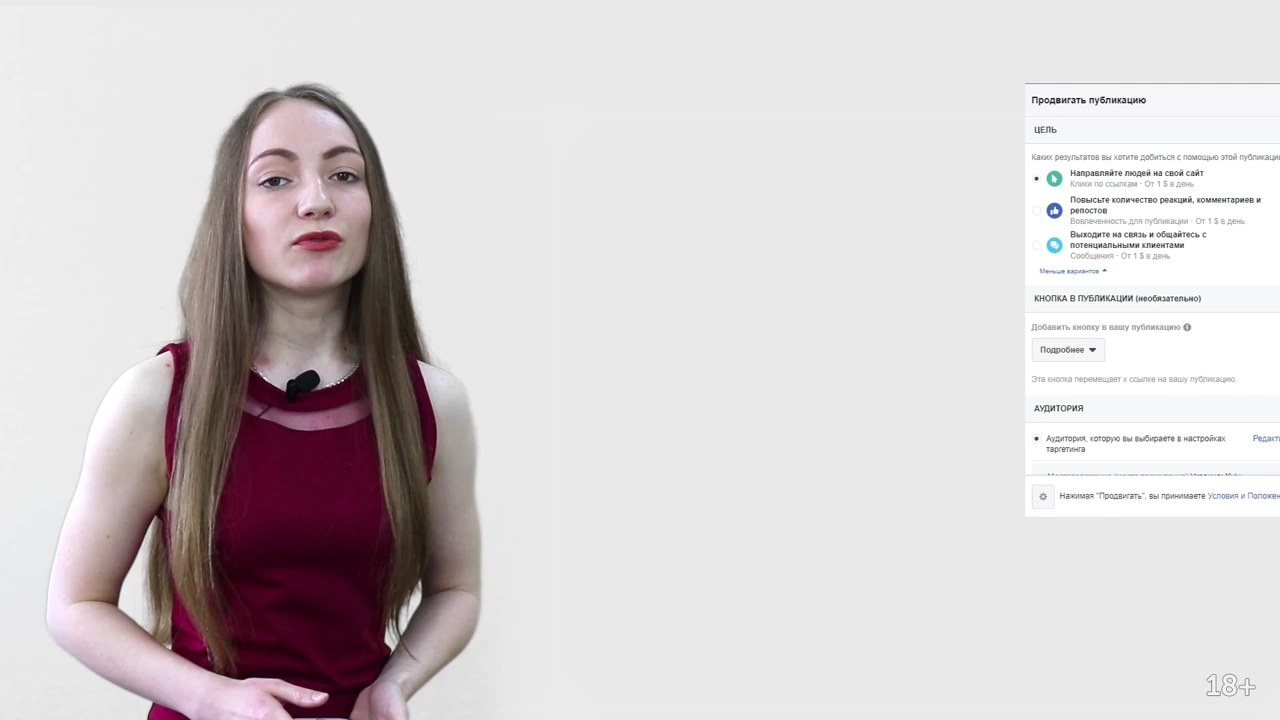 Продвигать публикацию
ЦЕЛЬ
Каких результатов вы хотите добиться с помощью этой публикации
Направляйте людей на свой сайт
Клики по ссылкам · От 1 $ в день
Повысьте количество реакций, комментариев и
репостов
Вовлеченность для публикации · От 1 $ в день
Выходите на связь и общайтесь с
потенциальными клиентами
Сообщения · От 1 $ в день
Меньше вариантов
КНОПКА В ПУБЛИКАЦИИ (необязательно)
Добавить кнопку в вашу публикацию
Подробнее
Эта кнопка перемещает к ссылке на вашу публикацию.
АУДИТОРИЯ
Аудитория, которую вы выбираете в настройках
таргетинга
Редакти
Нажимая "Продвигать", вы принимаете Условия и Положен
18+